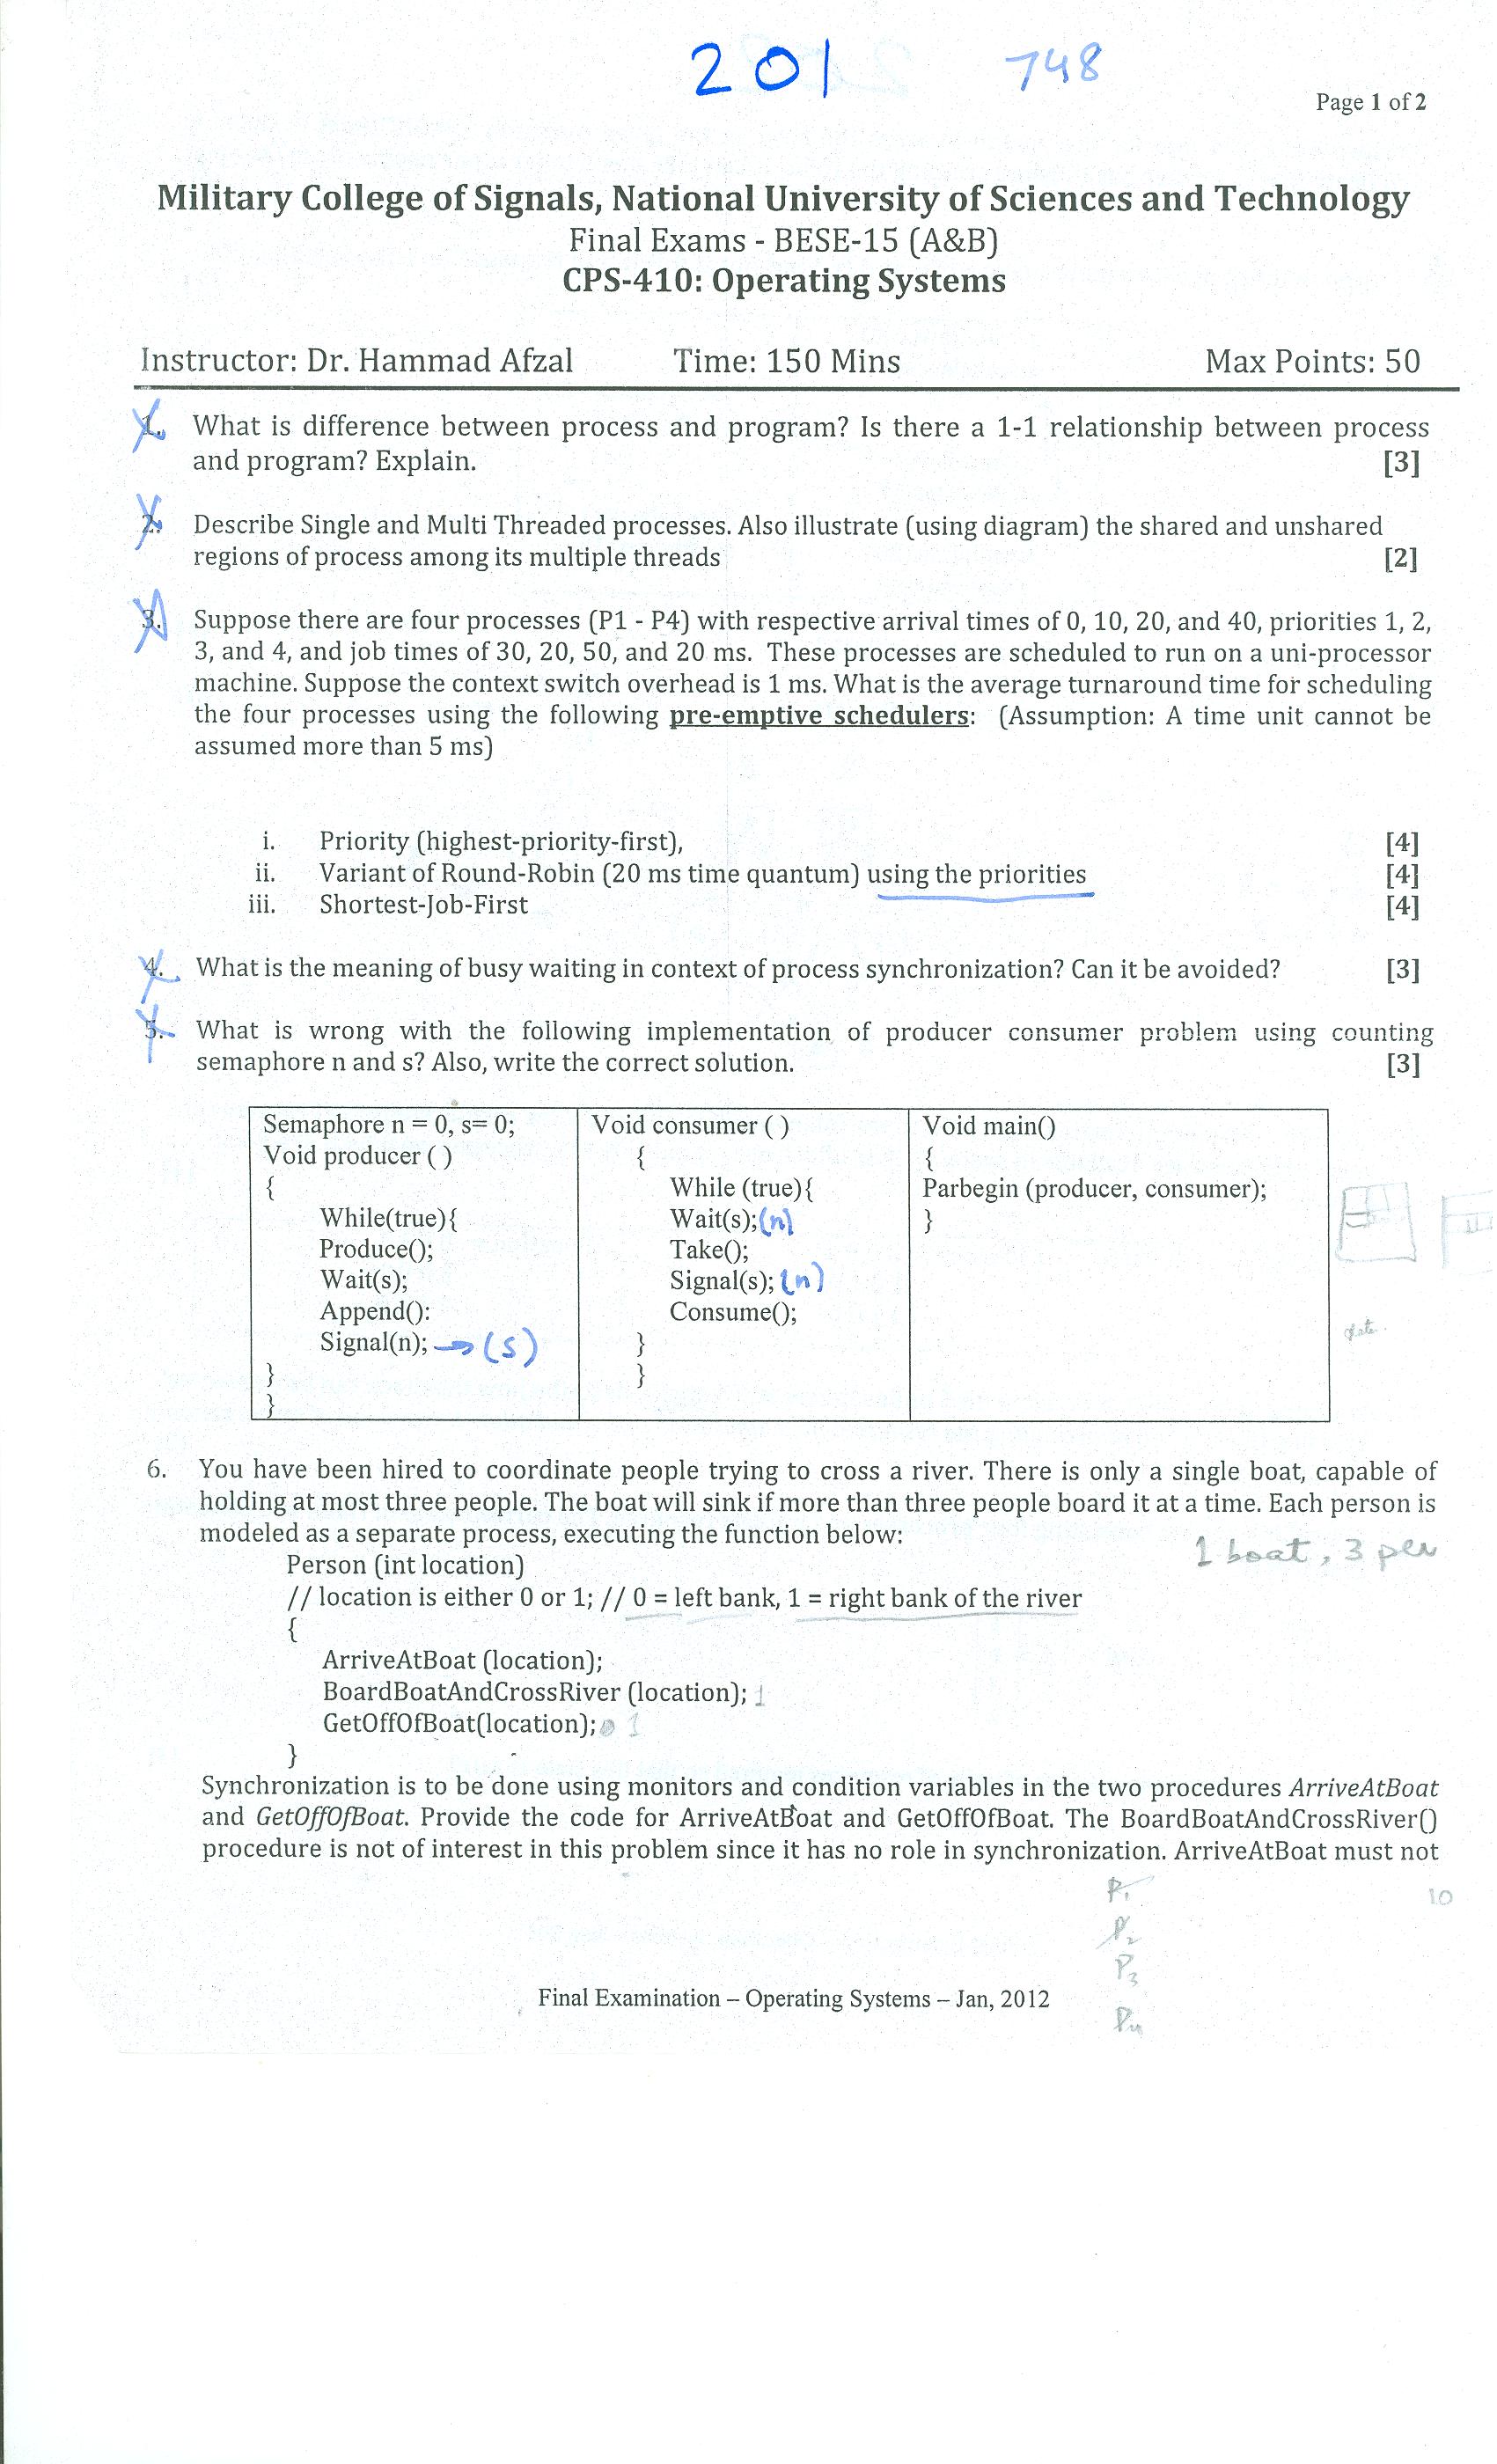 201 748
Page 1 of 2
Military College of Signals, National University of Sciences and Technology
Final Exams - BESE-15 (A&B)
CPS-410: Operating Systems
Instructor: Dr. Hammad Afzal Time: 150 Mins Max Points: 50
1. What is difference between process and program? Is there a 1-1 relationship between process
and program? Explain. [3]
2. Describe Single and Multi Threaded processes. Also illustrate (using diagram) the shared and unshared
regions of process among its multiple threads [2]
3. Suppose there are four processes (P1 - P4) with respective arrival times of 0, 10, 20, and 40, priorities 1, 2,
3, and 4, and job times of 30, 20, 50, and 20 ms. These processes are scheduled to run on a uni-processor
machine. Suppose the context switch overhead is 1 ms. What is the average turnaround time for scheduling
the four processes using the following pre-emptive schedulers: (Assumption: A time unit cannot be
assumed more than 5 ms)
i. Priority (highest-priority-first), [4]
ii. Variant of Round-Robin (20 ms time quantum) using the priorities [4]
iii. Shortest-Job-First [4]
4. What is the meaning of busy waiting in context of process synchronization? Can it be avoided? [3]
5. What is wrong with the following implementation of producer consumer problem using counting
semaphore n and s? Also, write the correct solution. [3]
Semaphore n = 0, s= 0;
Void producer ( )
{
While(true){
Produce();
Wait(s);
Append():
Signal(n); → (s)
}
}
Void consumer ( )
{
While (true){
Wait(s);(n)
Take();
Signal(s); (n)
Consume();
}
}
Void main()
{
Parbegin (producer, consumer);
}
6. You have been hired to coordinate people trying to cross a river. There is only a single boat, capable of
holding at most three people. The boat will sink if more than three people board it at a time. Each person is
modeled as a separate process, executing the function below:
1 boat, 3 per
Person (int location)
// location is either 0 or 1; // 0 = left bank, 1 = right bank of the river
{
ArriveAtBoat (location);
BoardBoatAndCrossRiver (location); 1
GetOffOfBoat(location); 1
}
Synchronization is to be done using monitors and condition variables in the two procedures ArriveAtBoat
and GetOffOfBoat. Provide the code for ArriveAtBoat and GetOffOfBoat. The BoardBoatAndCrossRiver()
procedure is not of interest in this problem since it has no role in synchronization. ArriveAtBoat must not
P1 10
P2
P3
P4
Final Examination – Operating Systems – Jan, 2012